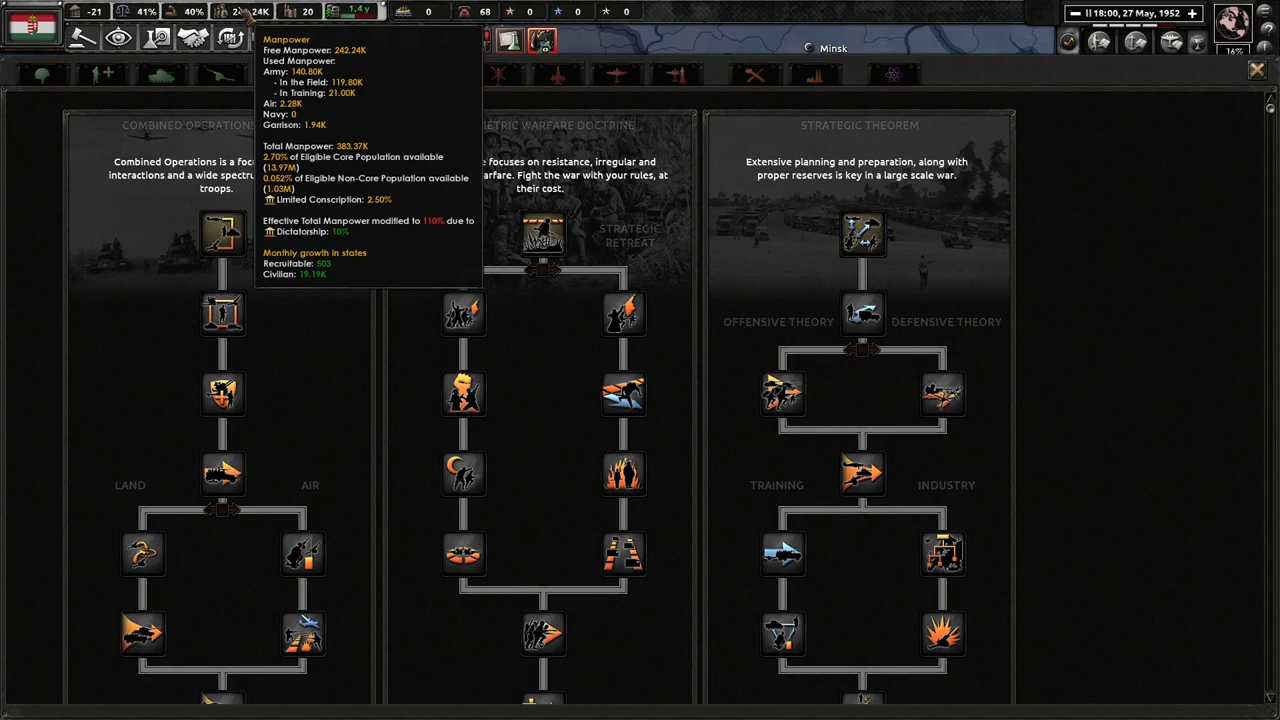 -21
41%
40%
24K
20
1.4 y
0
68
0
0
0
18:00, 27 May, 1952
16%
Minsk
Manpower
Free Manpower: 242.24K
Used Manpower:
Army: 140.80K
- In the Field: 119.80K
- In Training: 21.00K
Air: 2.28K
Navy: 0
Garrison: 1.94K
Total Manpower: 383.37K
2.70% of Eligible Core Population available
(13.97M)
0.052% of Eligible Non-Core Population available
(1.03M)
Limited Conscription: 2.50%
Effective Total Manpower modified to 110% due to
Dictatorship: 10%
Monthly growth in states
Recruitable: 503
Civilian: 19.19K
COMBINED OPERATIONS
Combined Operations is a foc
interactions and a wide spectru
troops.
LAND
AIR
METRIC WARFARE DOCTRINE
e focuses on resistance, irregular and
arfare. Fight the war with your rules, at
their cost.
STRATEGIC
RETREAT
STRATEGIC THEOREM
Extensive planning and preparation, along with
proper reserves is key in a large scale war.
OFFENSIVE THEORY
DEFENSIVE THEORY
TRAINING
INDUSTRY